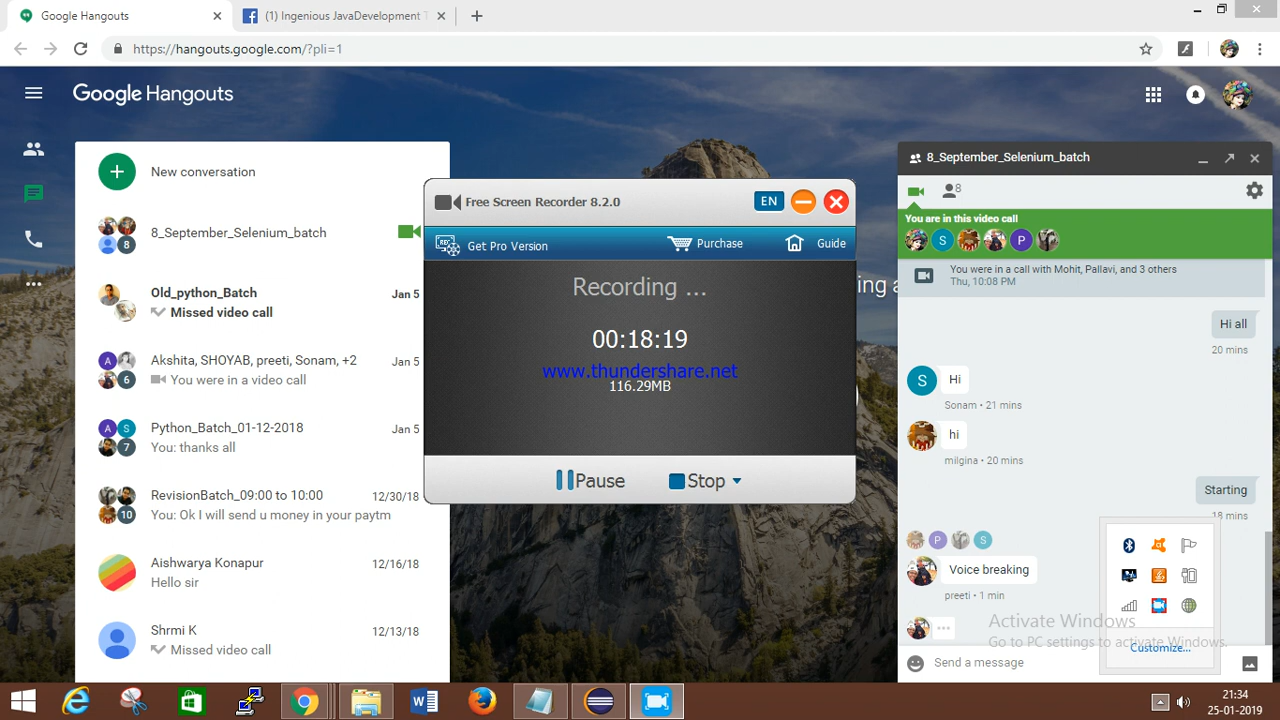 Google Hangouts
(1) Ingenious JavaDevelopment T
https://hangouts.google.com/?pli=1
Google Hangouts
New conversation
8_September_Selenium_batch
8
Old_python_Batch
Jan 5
Missed video call
Akshita, SHOYAB, preeti, Sonam, +2
Jan 5
A
6
You were in a video call
Python_Batch_01-12-2018
Jan 5
A
S
7
You: thanks all
RevisionBatch_09:00 to 10:00
12/30/18
10
You: Ok I will send u money in your paytm
Aishwarya Konapur
12/16/18
Hello sir
Shrmi K
12/13/18
Missed video call
Free Screen Recorder 8.2.0
EN
REC
Get Pro Version
Purchase
Guide
Recording ...
00:18:19
www.thundershare.net
116.29MB
Pause
Stop
ing a
8_September_Selenium_batch
8
You are in this video call
S
P
You were in a call with Mohit, Pallavi, and 3 others
Thu, 10:08 PM
Hi all
20 mins
S
Hi
Sonam • 21 mins
hi
milgina • 20 mins
Starting
18 mins
P
S
Voice breaking
preeti • 1 min
Activate Windows
Go to PC settings to activate Windows.
Customize...
Send a message
21:34
25-01-2019